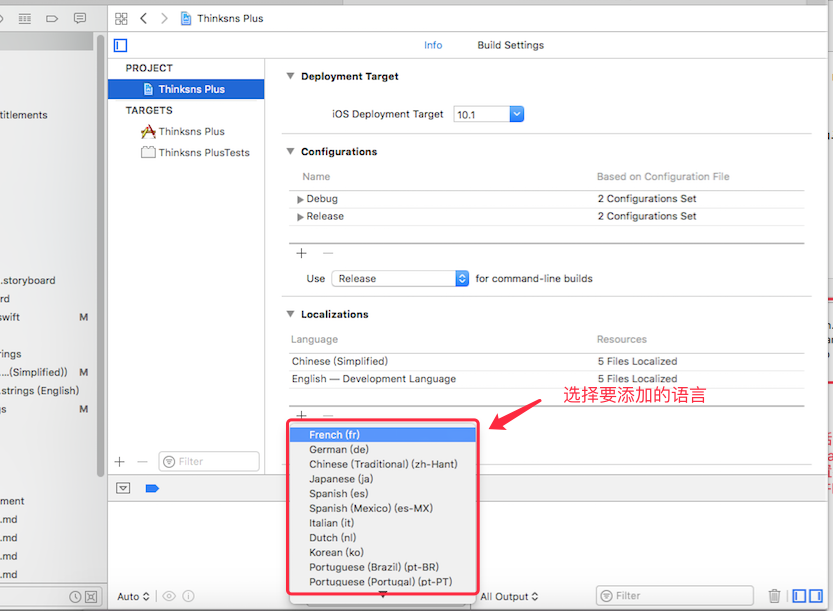 Thinksns Plus
Info
Build Settings
PROJECT
Thinksns Plus
TARGETS
Thinksns Plus
Thinksns PlusTests
Deployment Target
iOS Deployment Target
10.1
Configurations
Name
Based on Configuration File
Debug
2 Configurations Set
Release
2 Configurations Set
+ —
Use
Release
for command-line builds
Localizations
Language
Resources
Chinese (Simplified)
5 Files Localized
English — Development Language
5 Files Localized
+ —
选择要添加的语言
French (fr)
German (de)
Chinese (Traditional) (zh-Hant)
Japanese (ja)
Spanish (es)
Spanish (Mexico) (es-MX)
Italian (it)
Dutch (nl)
Korean (ko)
Portuguese (Brazil) (pt-BR)
Portuguese (Portugal) (pt-PT)
titlements
.storyboard
rd
swift
M
ings
...(Simplified))
M
.strings (English)
s
M
ment
.md
.md
.md
.md
+ —
Filter
Auto
All Output
Filter